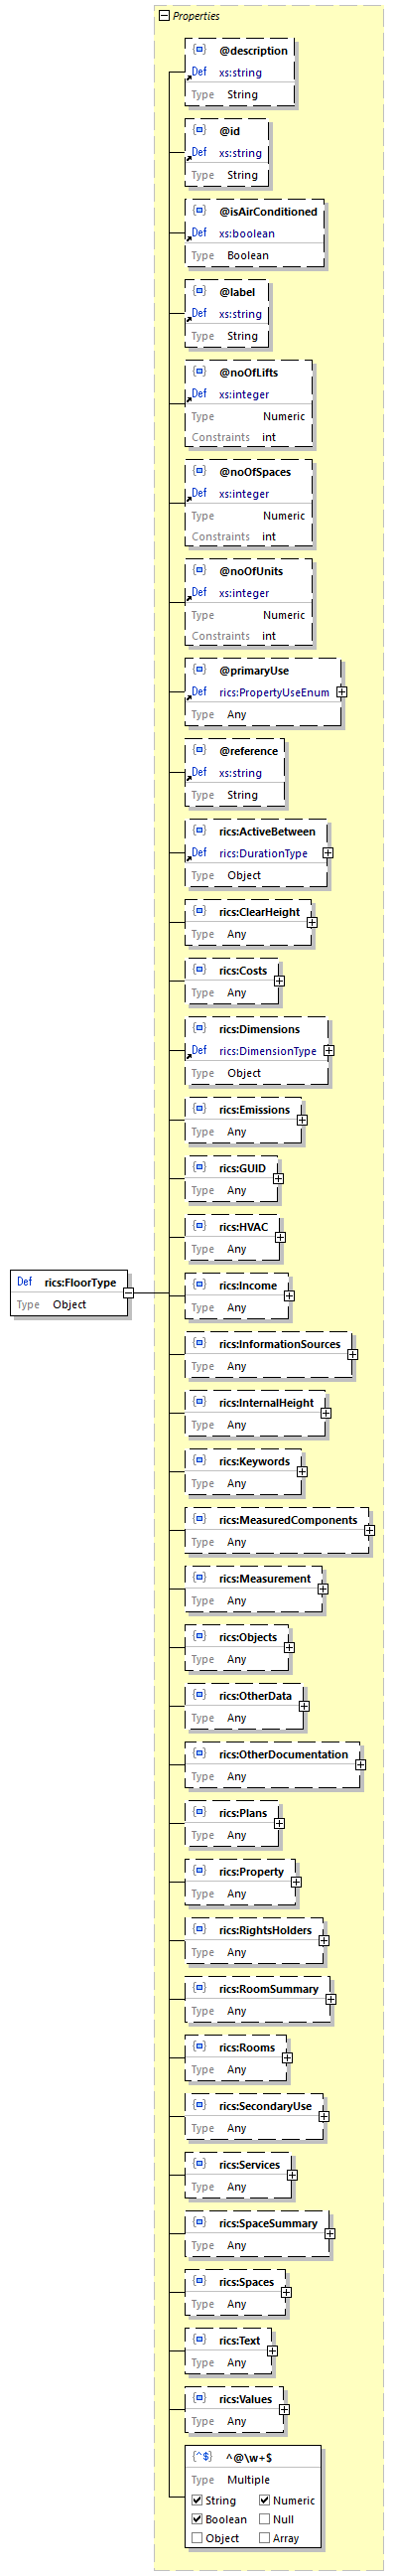 Properties
{} @description
Def xs:string
Type String
{} @id
Def xs:string
Type String
{} @isAirConditioned
Def xs:boolean
Type Boolean
{} @label
Def xs:string
Type String
{} @noOfLifts
Def xs:integer
Type Numeric
Constraints int
{} @noOfSpaces
Def xs:integer
Type Numeric
Constraints int
{} @noOfUnits
Def xs:integer
Type Numeric
Constraints int
{} @primaryUse
Def rics:PropertyUseEnum
Type Any
{} @reference
Def xs:string
Type String
{} rics:ActiveBetween
Def rics:DurationType
Type Object
{} rics:ClearHeight
Type Any
{} rics:Costs
Type Any
{} rics:Dimensions
Def rics:DimensionType
Type Object
{} rics:Emissions
Type Any
{} rics:GUID
Type Any
{} rics:HVAC
Type Any
Def rics:FloorType
Type Object
{} rics:Income
Type Any
{} rics:InformationSources
Type Any
{} rics:InternalHeight
Type Any
{} rics:Keywords
Type Any
{} rics:MeasuredComponents
Type Any
{} rics:Measurement
Type Any
{} rics:Objects
Type Any
{} rics:OtherData
Type Any
{} rics:OtherDocumentation
Type Any
{} rics:Plans
Type Any
{} rics:Property
Type Any
{} rics:RightsHolders
Type Any
{} rics:RoomSummary
Type Any
{} rics:Rooms
Type Any
{} rics:SecondaryUse
Type Any
{} rics:Services
Type Any
{} rics:SpaceSummary
Type Any
{} rics:Spaces
Type Any
{} rics:Text
Type Any
{} rics:Values
Type Any
{^$} ^@\w+$
Type Multiple
String Numeric
Boolean Null
Object Array